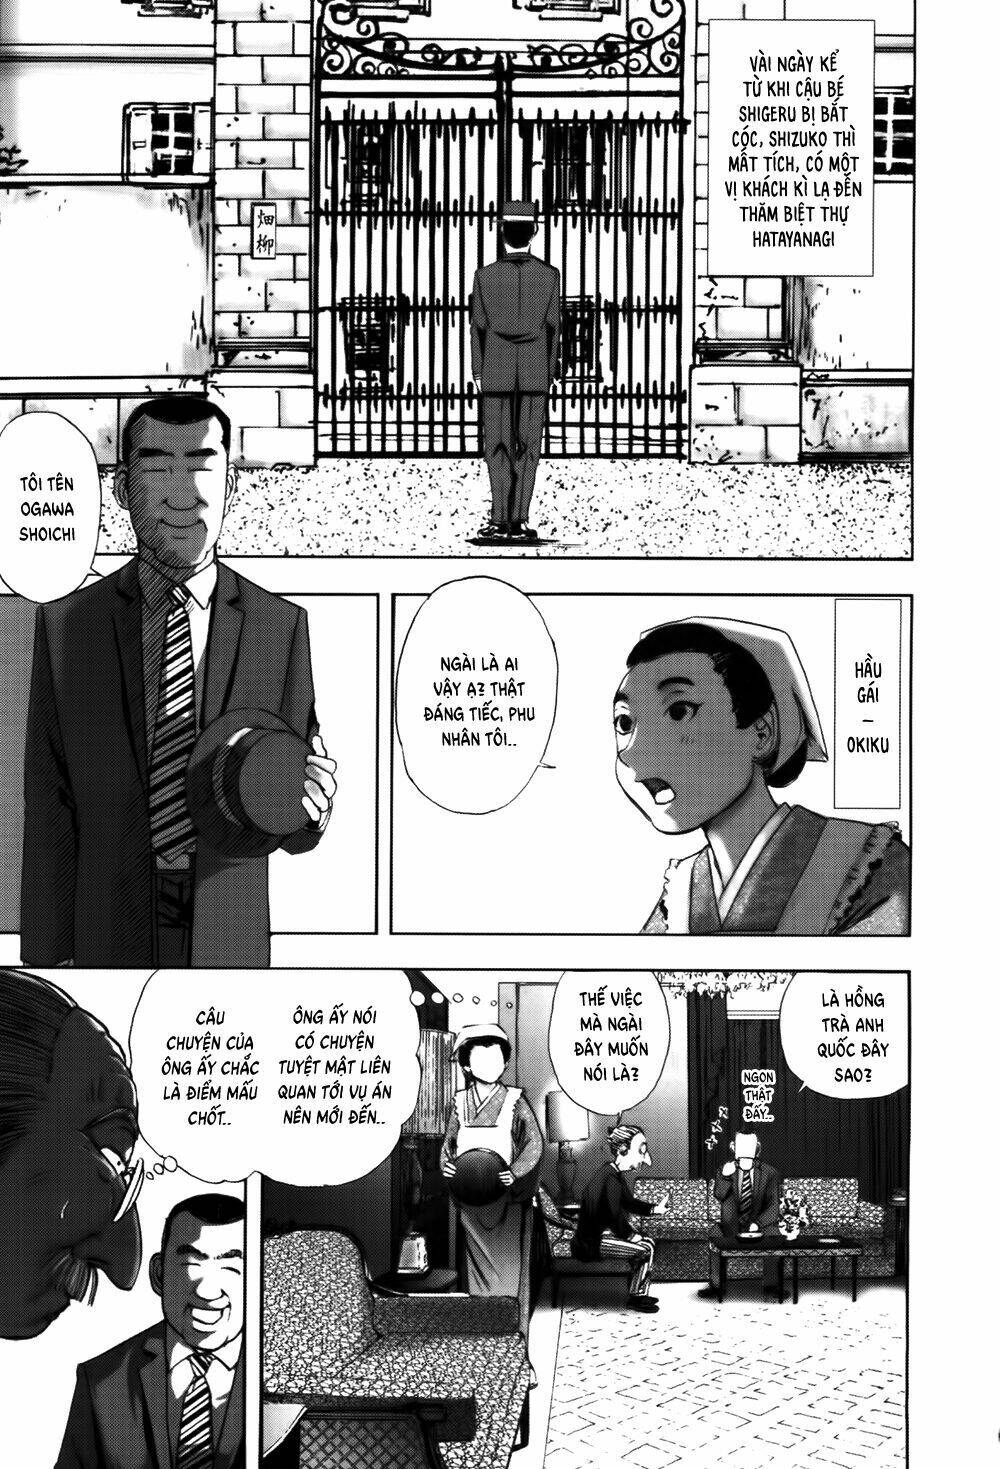 VÀI NGÀY KỂ
TỪ KHI CẬU BÉ
SHIGERU BỊ BẮT
CÓC, SHIZUKO THÌ
MẤT TÍCH, CÓ MỘT
VỊ KHÁCH KÌ LẠ ĐẾN
THĂM BIỆT THỰ
HATAYANAGI
畑柳
HẦU
GÁI
–
OKIKU
NGÀI LÀ AI
VẬY Ạ? THẬT
ĐÁNG TIẾC, PHU
NHÂN TÔI..
TÔI TÊN
OGAWA
SHOICHI
LÀ HỒNG
TRÀ ANH
QUỐC ĐÂY
SAO?
NGON
THẬT
ĐẤY..
THẾ VIỆC
MÀ NGÀI
ĐÂY MUỐN
NÓI LÀ?
ÔNG ẤY NÓI
CÓ CHUYỆN
TUYỆT MẬT LIÊN
QUAN TỚI VỤ ÁN
NÊN MỚI ĐẾN..
CÂU
CHUYỆN CỦA
ÔNG ẤY CHẮC
LÀ ĐIỂM MẤU
CHỐT..